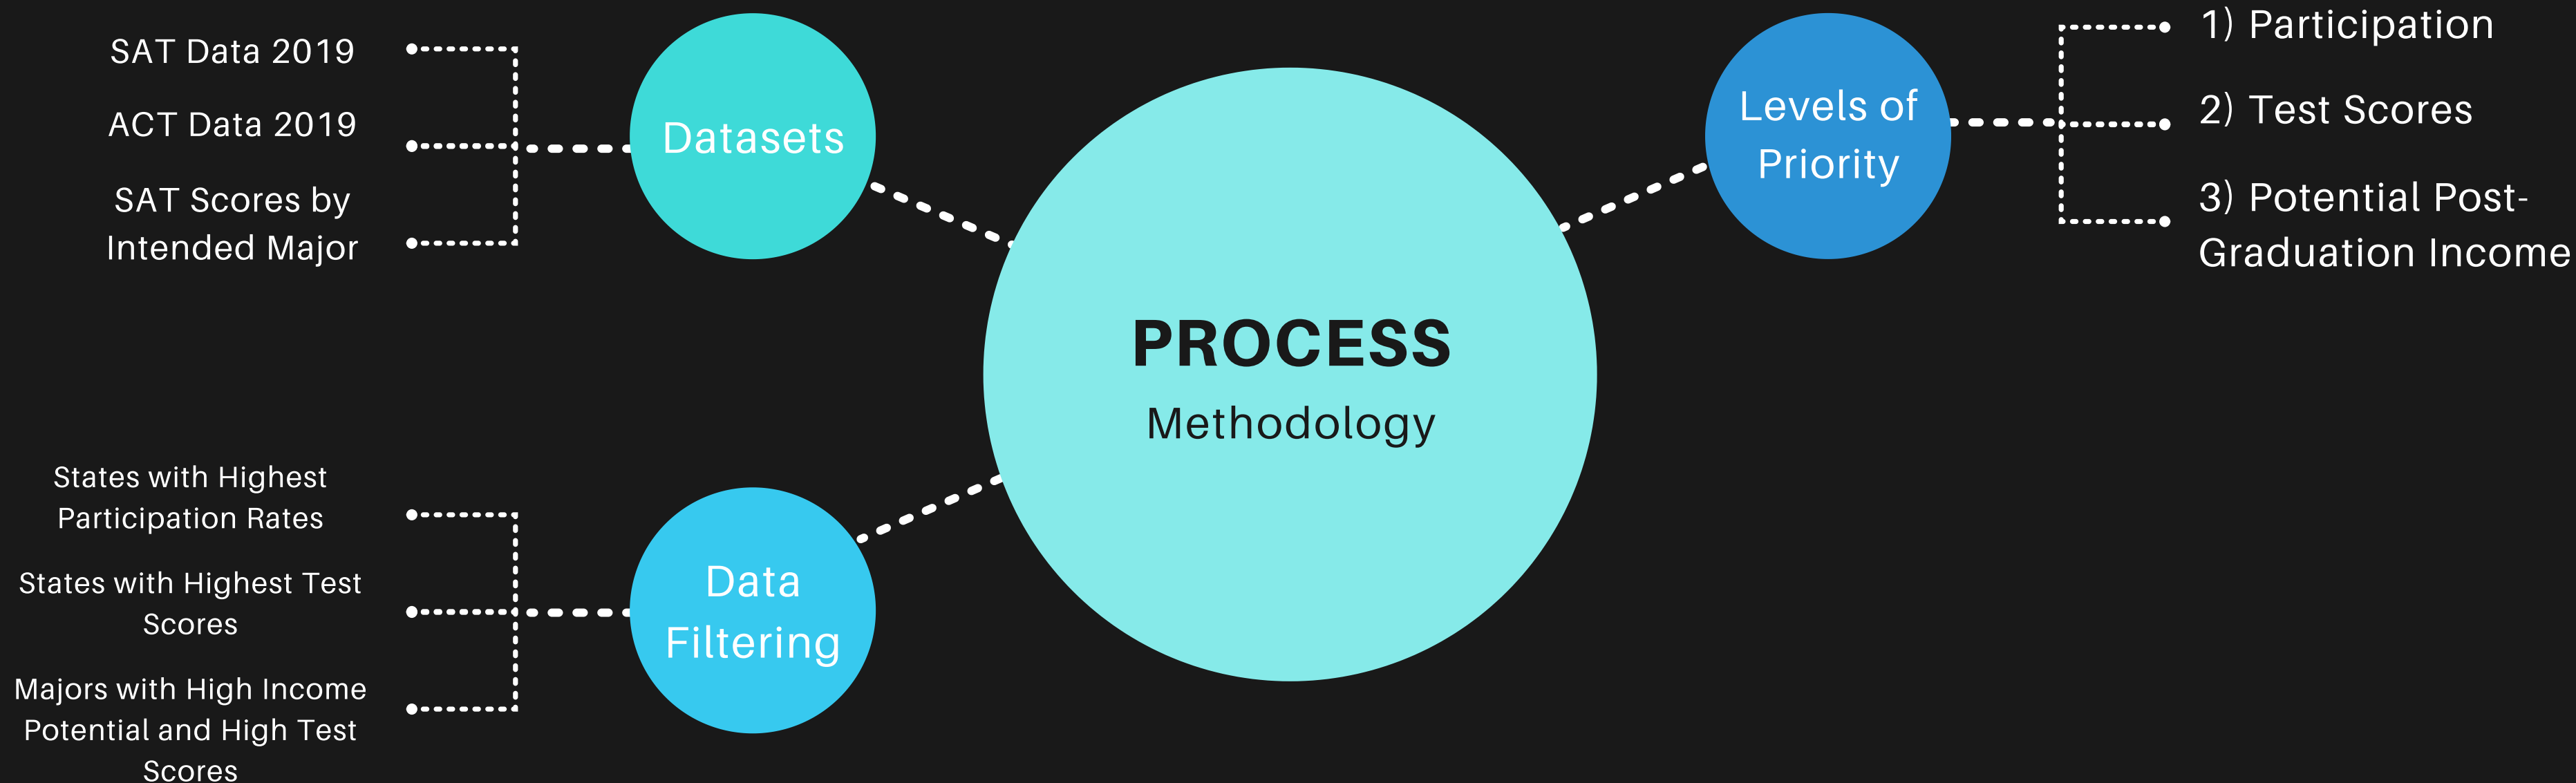 SAT Data 2019
ACT Data 2019
SAT Scores by
Intended Major
Datasets
States with Highest
Participation Rates
States with Highest Test
Scores
Majors with High Income
Potential and High Test
Scores
Data
Filtering
PROCESS
Methodology
Levels of
Priority
1) Participation
2) Test Scores
3) Potential Post-
Graduation Income